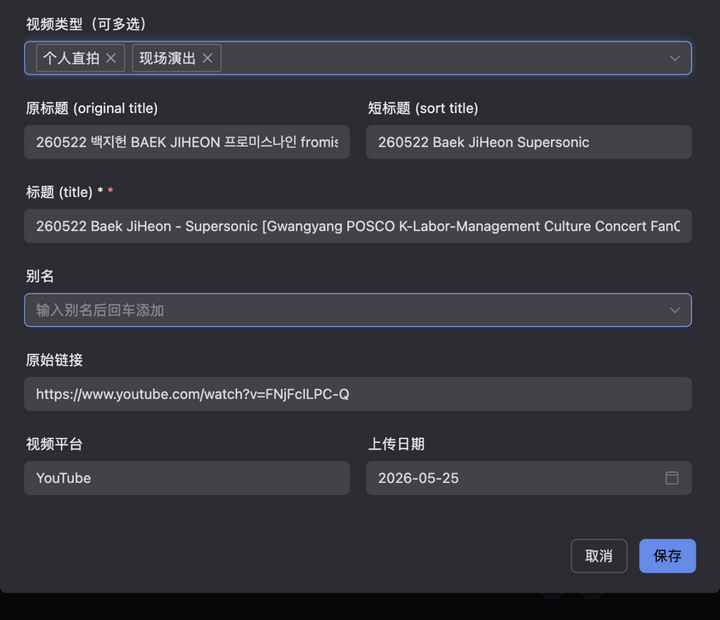 视频类型（可多选）
个人直拍 × 现场演出 ×
原标题 (original title) 短标题 (sort title)
260522 백지헌 BAEK JIHEON 프로미스나인 fromis 260522 Baek JiHeon Supersonic
标题 (title) * *
260522 Baek JiHeon - Supersonic [Gwangyang POSCO K-Labor-Management Culture Concert FanC
别名
输入别名后回车添加
原始链接
https://www.youtube.com/watch?v=FNjFclLPC-Q
视频平台 上传日期
YouTube 2026-05-25
取消 保存